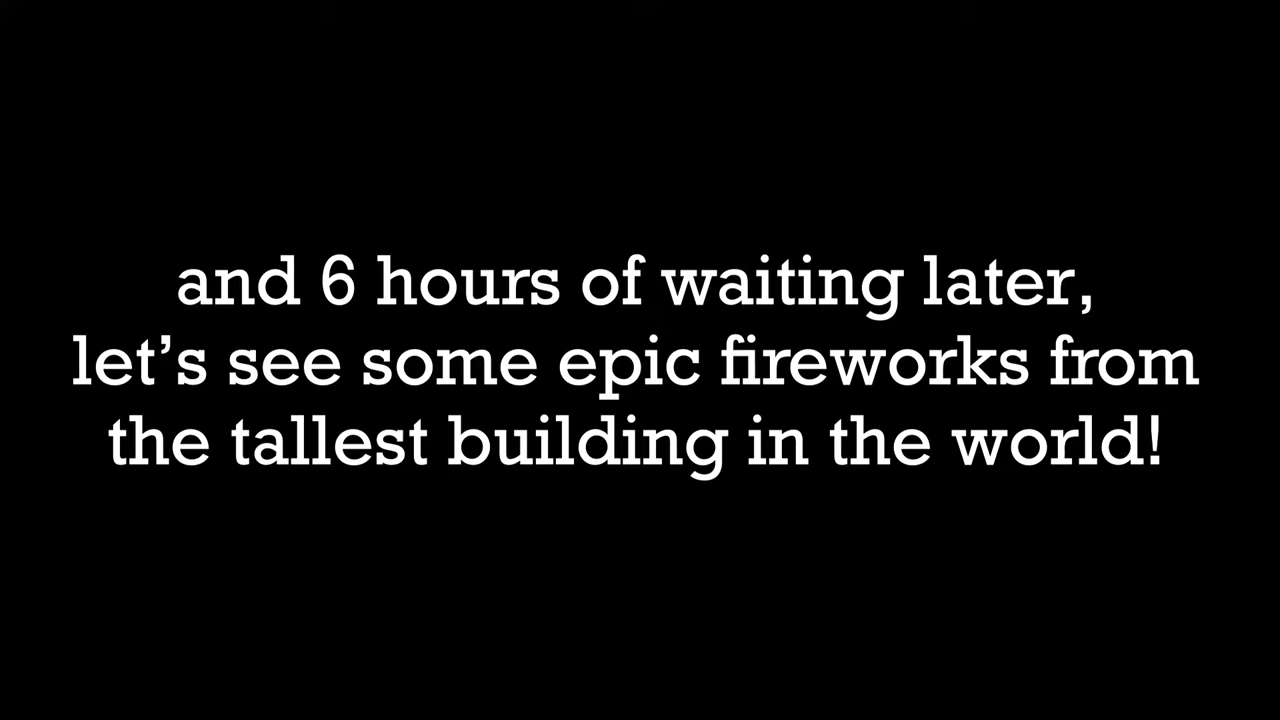 and 6 hours of waiting later,
let’s see some epic fireworks from
the tallest building in the world!